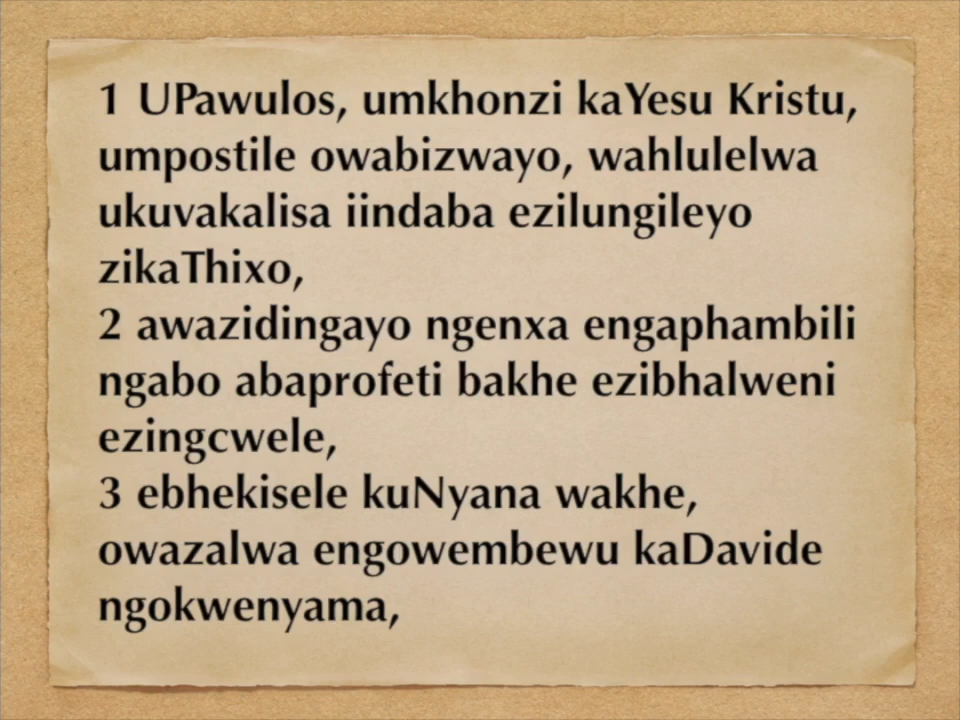 1 UPawulos, umkhonzi kaYesu Kristu,
umpostile owabizwayo, wahlulelwa
ukuvakalisa iindaba ezilungileyo
zikaThixo,
2 awazidingayo ngenxa engaphambili
ngabo abaprofeti bakhe ezibhalweni
ezingcwele,
3 ebhekisele kuNyana wakhe,
owazalwa engowembewu kaDavide
ngokwenyama,